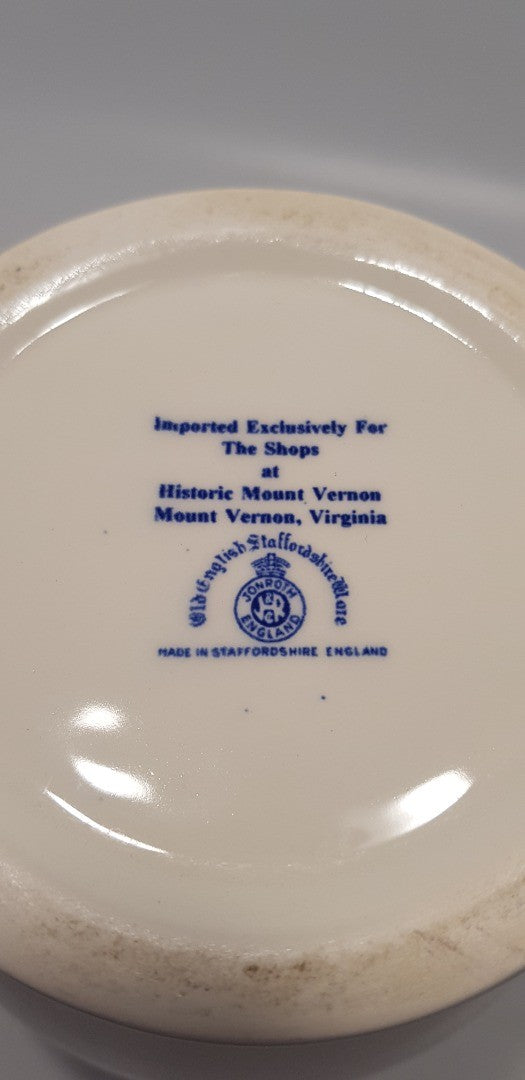 Imported Exclusively For
The Shops
at
Historic Mount Vernon
Mount Vernon, Virginia
Old English Staffordshire Ware
JONROTH
ENGLAND
MADE IN STAFFORDSHIRE ENGLAND